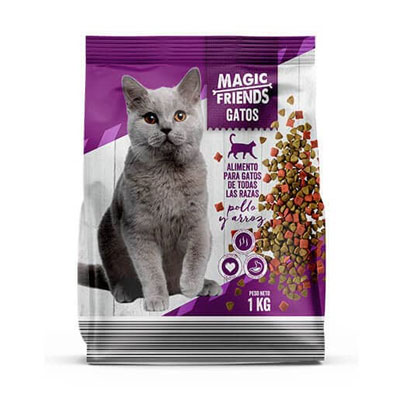 MAGIC
FRIENDS
GATOS
ALIMENTO
PARA GATOS
DE TODAS
LAS RAZAS
pollo
y arroz
PESO NETO
1 KG